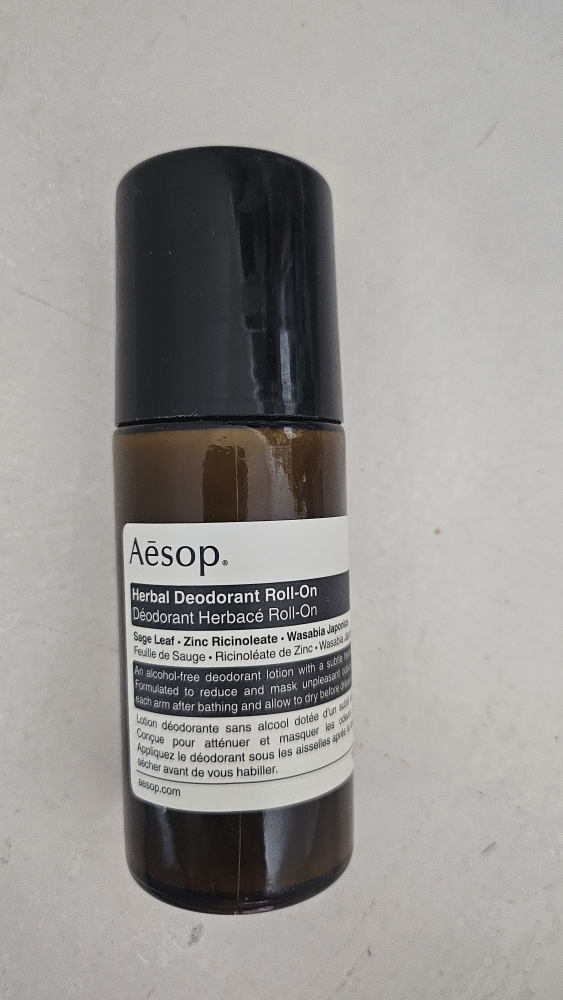 Aēsop®
Herbal Deodorant Roll-On
Déodorant Herbacé Roll-On
Sage Leaf • Zinc Ricinoleate • Wasabia Japonica
Feuille de Sauge • Ricinoléate de Zinc • Wasabia
An alcohol-free deodorant lotion with a subtle
Formulated to reduce and mask unpleasant
each arm after bathing and allow to dry before
Lotion déodorante sans alcool dotée d'un
Conçue pour atténuer et masquer les
Appliquez le déodorant sous les aisselles après
sécher avant de vous habiller.
aesop.com